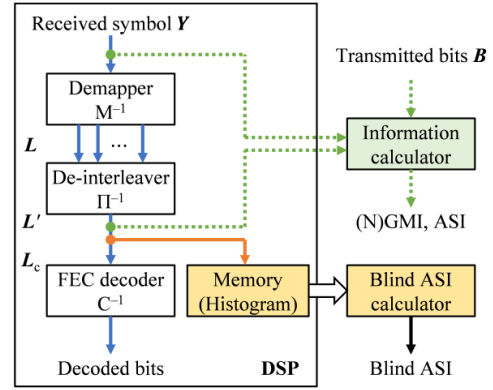 Received symbol Y
Transmitted bits B
Demapper
M⁻¹
L
...
Information
calculator
De-interleaver
Π⁻¹
L'
(N)GMI, ASI
L_c
FEC decoder
C⁻¹
Memory
(Histogram)
Blind ASI
calculator
Decoded bits
DSP
Blind ASI